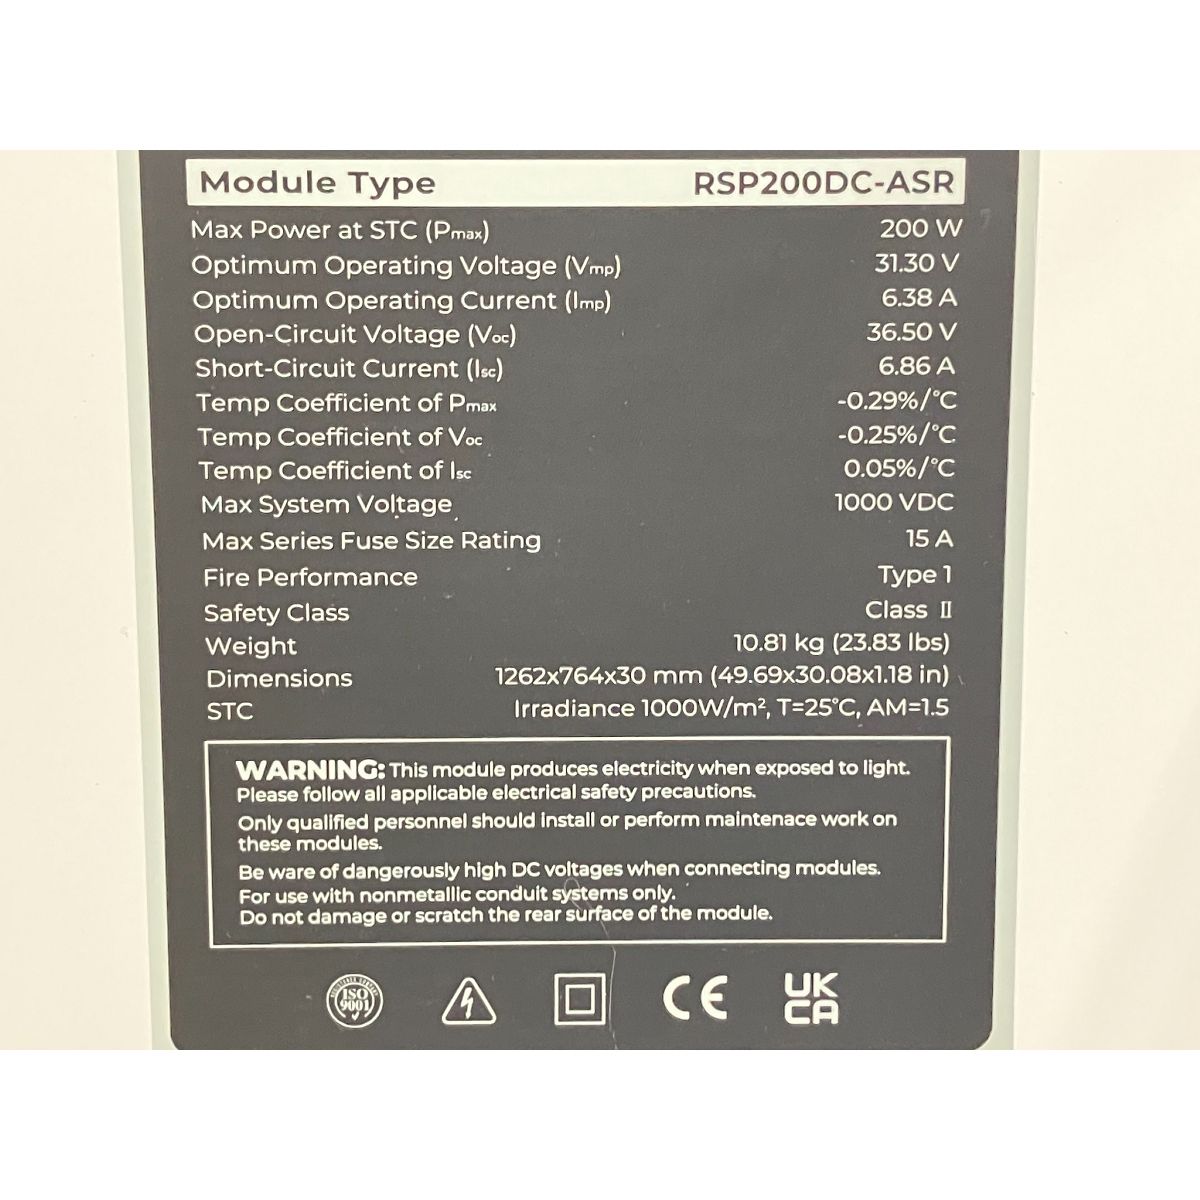 Module Type RSP200DC-ASR
Max Power at STC (Pmax) 200 W
Optimum Operating Voltage (Vmp) 31.30 V
Optimum Operating Current (Imp) 6.38 A
Open-Circuit Voltage (Voc) 36.50 V
Short-Circuit Current (Isc) 6.86 A
Temp Coefficient of Pmax -0.29%/°C
Temp Coefficient of Voc -0.25%/°C
Temp Coefficient of Isc 0.05%/°C
Max System Voltage 1000 VDC
Max Series Fuse Size Rating 15 A
Fire Performance Type 1
Safety Class Class II
Weight 10.81 kg (23.83 lbs)
Dimensions 1262x764x30 mm (49.69x30.08x1.18 in)
STC Irradiance 1000W/m², T=25°C, AM=1.5
WARNING: This module produces electricity when exposed to light.
Please follow all applicable electrical safety precautions.
Only qualified personnel should install or perform maintenace work on
these modules.
Be ware of dangerously high DC voltages when connecting modules.
For use with nonmetallic conduit systems only.
Do not damage or scratch the rear surface of the module.
ISO
9001
CE
UK
CA